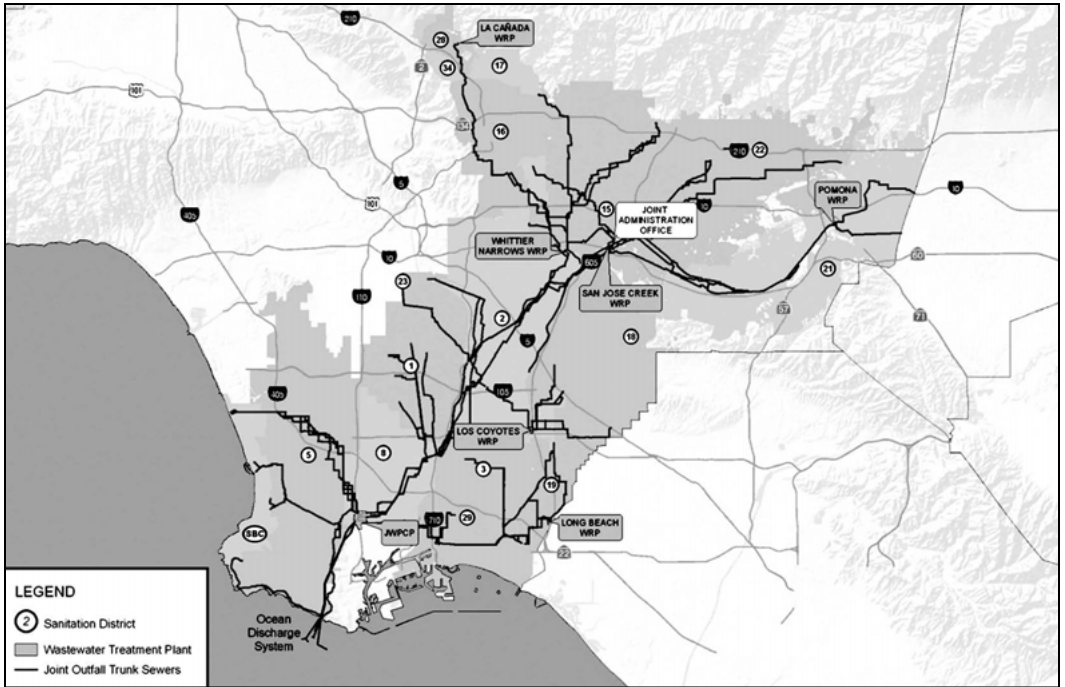 210
28
LA CAÑADA
WRP
2
34
17
101
134
16
210
22
5
405
101
15
JOINT
ADMINISTRATION
OFFICE
10
POMONA
WRP
10
WHITTIER
NARROWS WRP
10
605
SAN JOSE CREEK
WRP
21
60
23
110
2
57
71
5
18
1
405
105
LOS COYOTES
WRP
5
8
3
19
SBC
JWPCP
710
29
LONG BEACH
WRP
22
LEGEND
2 Sanitation District
Wastewater Treatment Plant
Joint Outfall Trunk Sewers
Ocean
Discharge
System